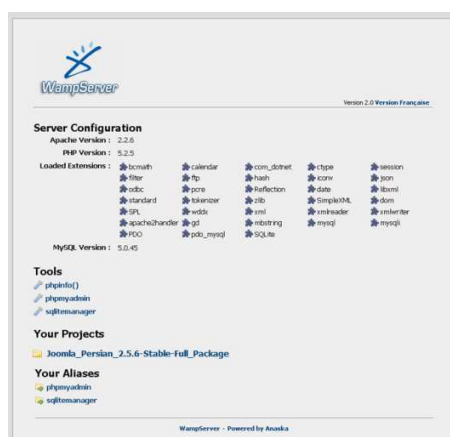 WampServer
Version 2.0 Version Française
Server Configuration
Apache Version : 2.2.6
PHP Version : 5.2.5
Loaded Extensions : bcmath calendar com_dotnet ctype session
filter ftp hash iconv json
odbc pcre Reflection date libxml
standard tokenizer zlib SimpleXML dom
SPL wddx xml xmlreader xmlwriter
apache2handler gd mbstring mysql mysqli
PDO pdo_mysql SQLite
MySQL Version : 5.0.45
Tools
phpinfo()
phpmyadmin
sqlitemanager
Your Projects
Joomla_Persian_2.5.6-Stable-Full_Package
Your Aliases
phpmyadmin
sqlitemanager
WampServer - Powered by Anaska